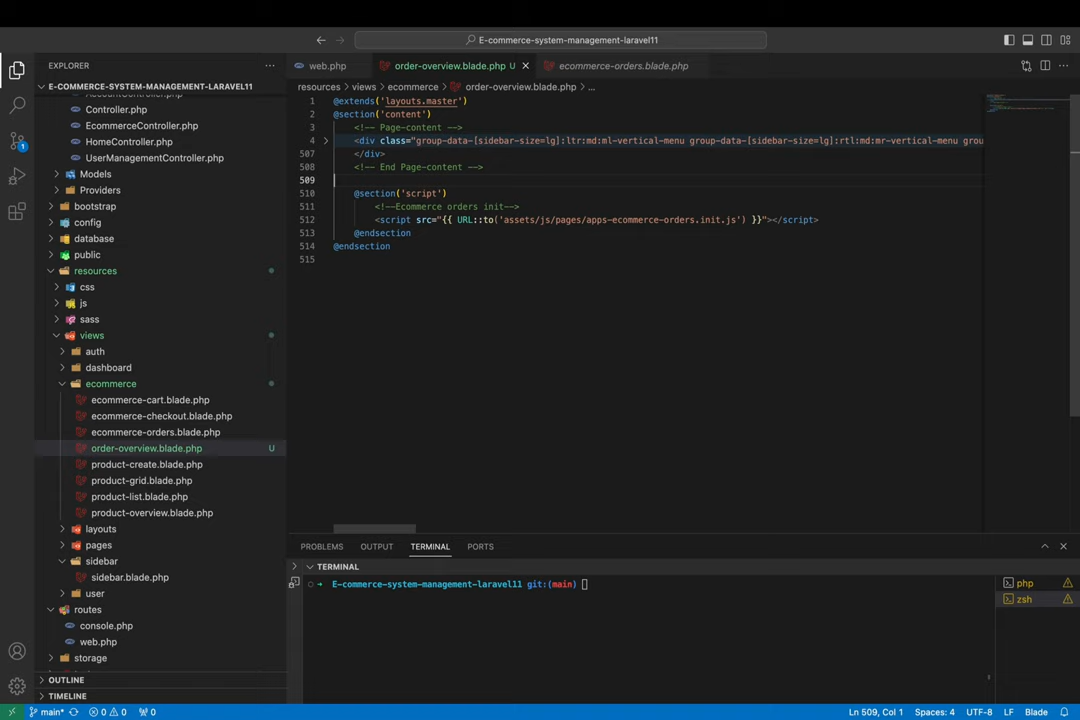 E-commerce-system-management-laravel11
EXPLORER
E-COMMERCE-SYSTEM-MANAGEMENT-LARAVEL11
Controller.php
EcommerceController.php
HomeController.php
UserManagementController.php
Models
Providers
bootstrap
config
database
public
resources
css
js
sass
views
auth
dashboard
ecommerce
ecommerce-cart.blade.php
ecommerce-checkout.blade.php
ecommerce-orders.blade.php
order-overview.blade.php U
product-create.blade.php
product-grid.blade.php
product-list.blade.php
product-overview.blade.php
layouts
pages
sidebar
sidebar.blade.php
user
routes
console.php
web.php
storage
OUTLINE
TIMELINE
web.php order-overview.blade.php U ecommerce-orders.blade.php
resources > views > ecommerce > order-overview.blade.php > ...
1 @extends('layouts.master')
2 @section('content')
3 <!-- Page-content -->
4 <div class="group-data-[sidebar-size=lg]:ltr:md:ml-vertical-menu group-data-[sidebar-size=lg]:rtl:md:mr-vertical-menu grou
507 </div>
508 <!-- End Page-content -->
509
510 @section('script')
511 <!--Ecommerce orders init-->
512 <script src="{{ URL::to('assets/js/pages/apps-ecommerce-orders.init.js') }}"></script>
513 @endsection
514 @endsection
515
PROBLEMS OUTPUT TERMINAL PORTS
TERMINAL
E-commerce-system-management-laravel11 git:(main)
php
zsh
1
main* 0 0 0 Ln 509, Col 1 Spaces: 4 UTF-8 LF Blade